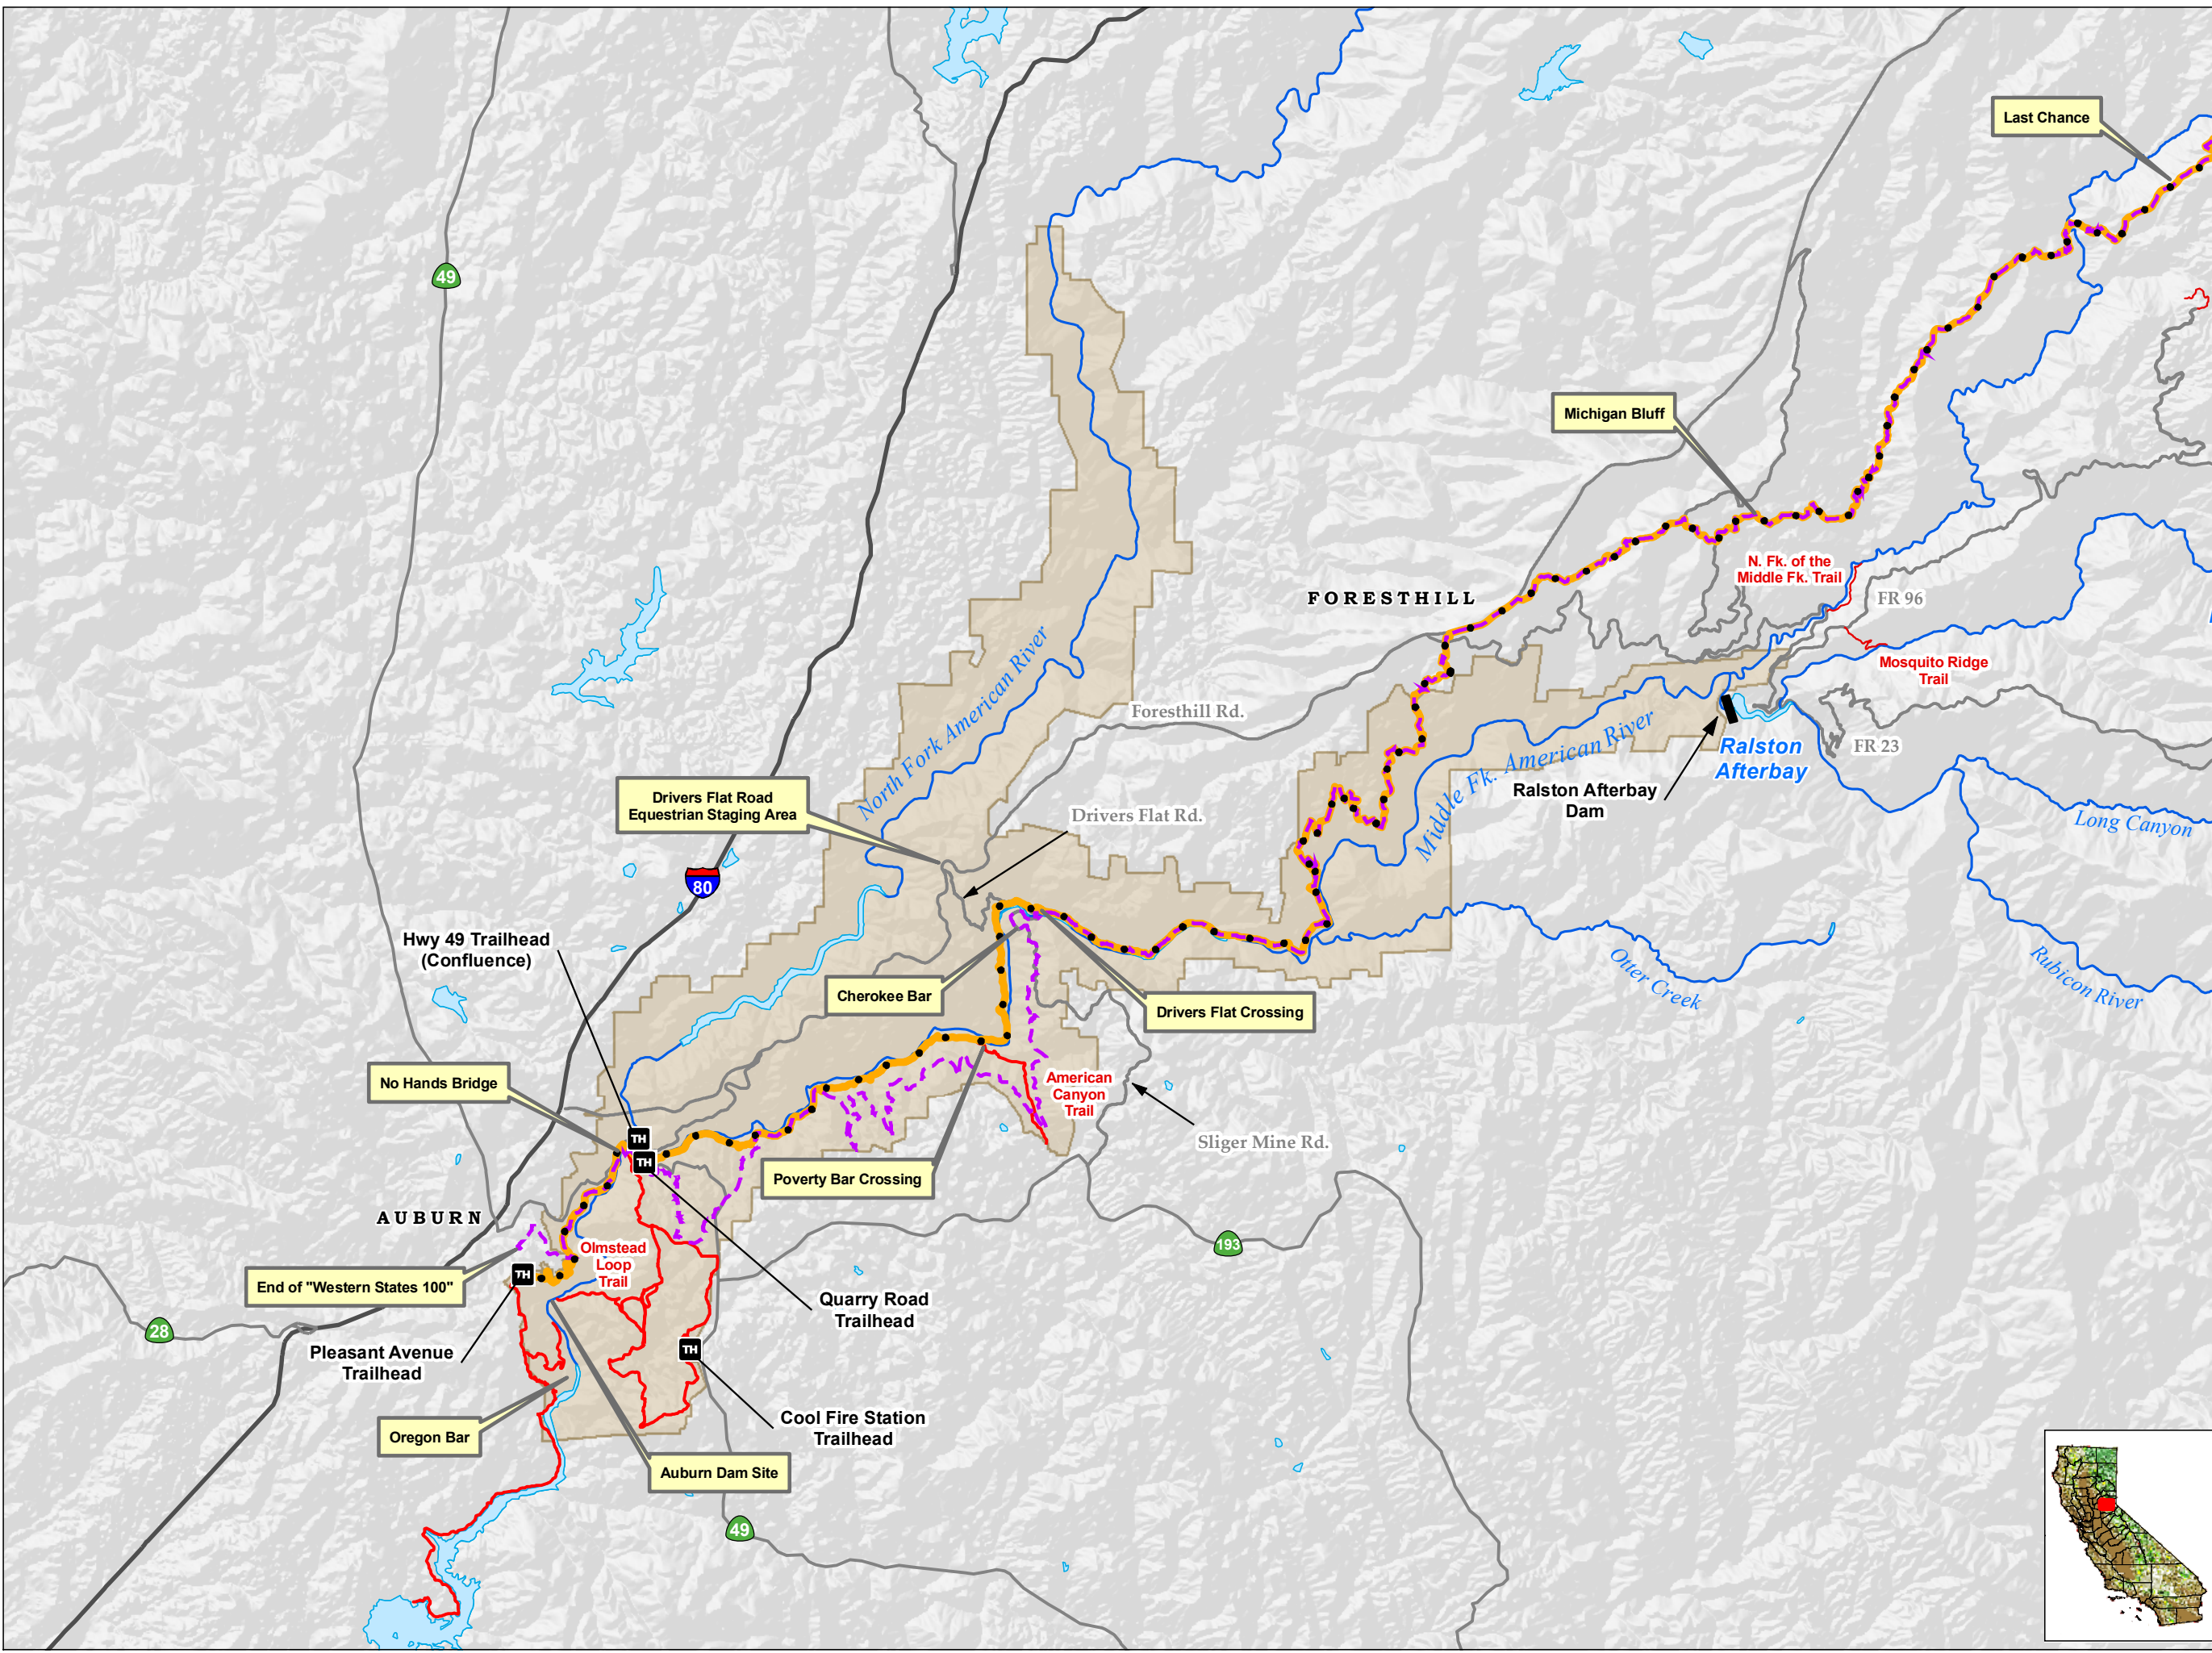 Last Chance
49
Michigan Bluff
N. Fk. of the
Middle Fk. Trail
FR 96
FORESTHILL
Mosquito Ridge
Trail
North Fork American River
Foresthill Rd.
Middle Fk. American River
FR 23
Ralston
Afterbay
Ralston Afterbay
Dam
Drivers Flat Road
Equestrian Staging Area
Drivers Flat Rd.
Long Canyon
80
Hwy 49 Trailhead
(Confluence)
Otter Creek
Rubicon River
Cherokee Bar
Drivers Flat Crossing
No Hands Bridge
American
Canyon
Trail
TH
Sliger Mine Rd.
TH
Poverty Bar Crossing
AUBURN
193
Olmstead
Loop
Trail
TH
End of "Western States 100"
Quarry Road
Trailhead
28
Pleasant Avenue
Trailhead
TH
Cool Fire Station
Trailhead
Oregon Bar
Auburn Dam Site
49